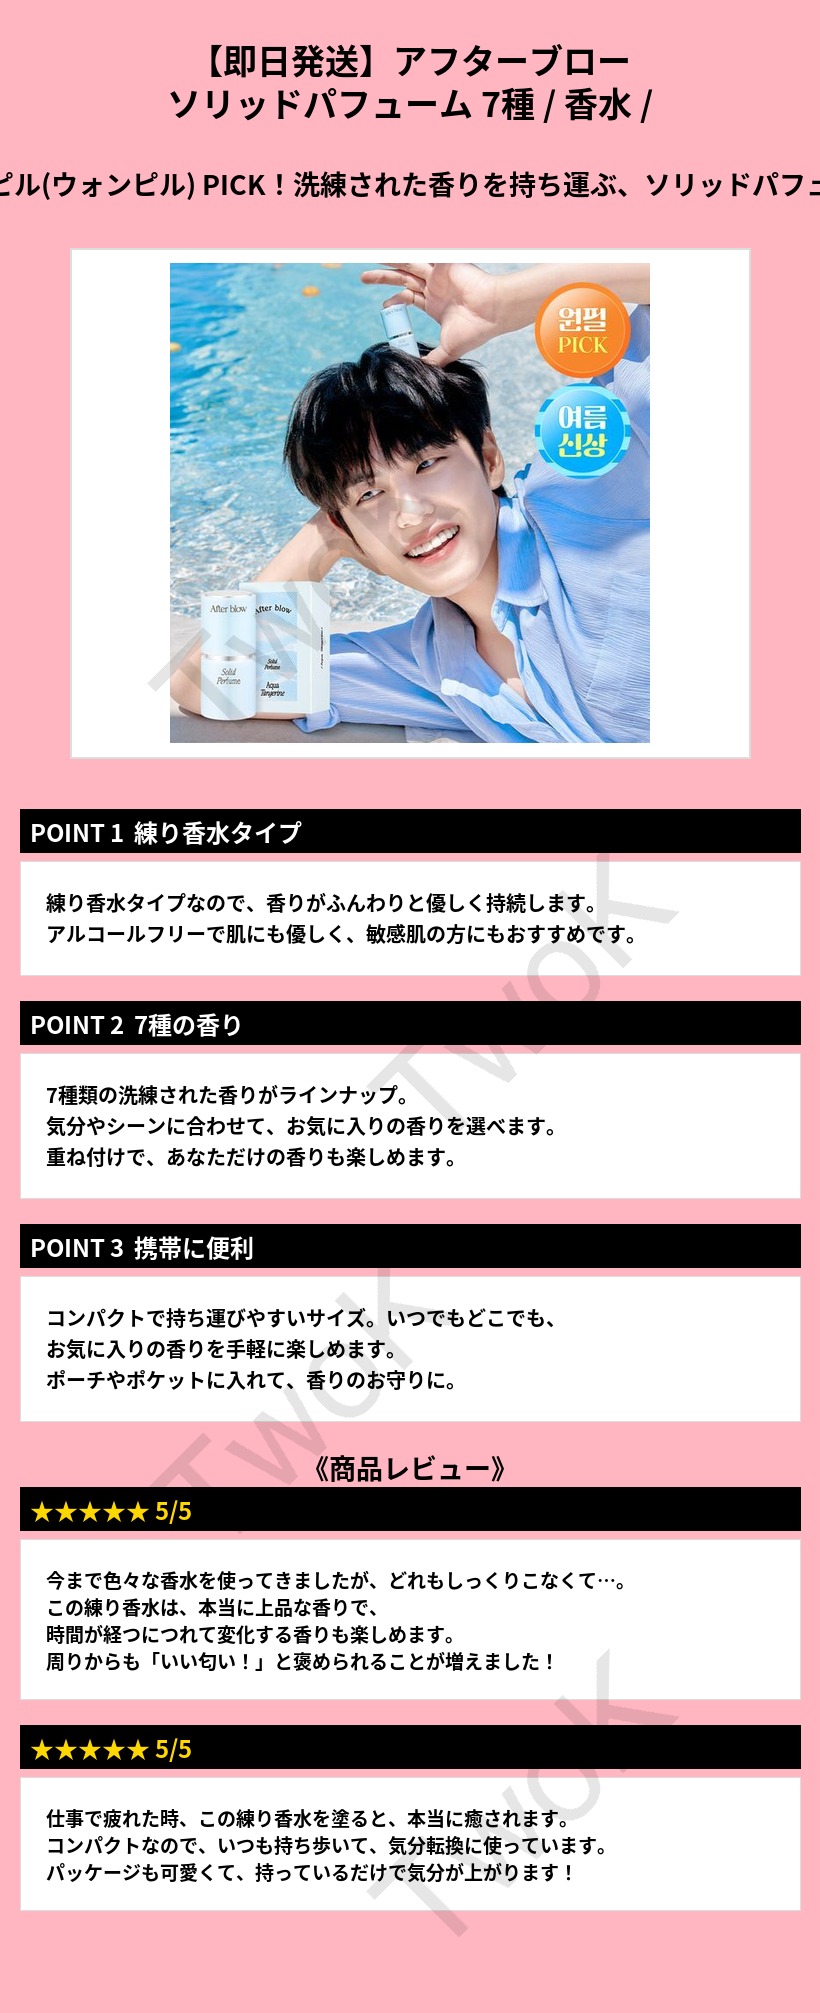 【即日発送】アフターブロー
ソリッドパフューム 7種 / 香水 /
ピル(ウォンピル) PICK！洗練された香りを持ち運ぶ、ソリッドパフュ
원필
PICK
여름
신상
After blow
After blow
Solid
Perfume
Solid
Perfume
Aqua
Tangerine
TwoK
POINT 1 練り香水タイプ
練り香水タイプなので、香りがふんわりと優しく持続します。
アルコールフリーで肌にも優しく、敏感肌の方にもおすすめです。
TwoK
POINT 2 7種の香り
7種類の洗練された香りがラインナップ。
気分やシーンに合わせて、お気に入りの香りを選べます。
重ね付けで、あなただけの香りも楽しめます。
POINT 3 携帯に便利
コンパクトで持ち運びやすいサイズ。いつでもどこでも、
お気に入りの香りを手軽に楽しめます。
ポーチやポケットに入れて、香りのお守りに。
TwoK
《商品レビュー》
★★★★★ 5/5
今まで色々な香水を使ってきましたが、どれもしっくりこなくて…。
この練り香水は、本当に上品な香りで、
時間が経つにつれて変化する香りも楽しめます。
周りからも「いい匂い！」と褒められることが増えました！
★★★★★ 5/5
仕事で疲れた時、この練り香水を塗ると、本当に癒されます。
コンパクトなので、いつも持ち歩いて、気分転換に使っています。
パッケージも可愛くて、持っているだけで気分が上がります！
TwoK